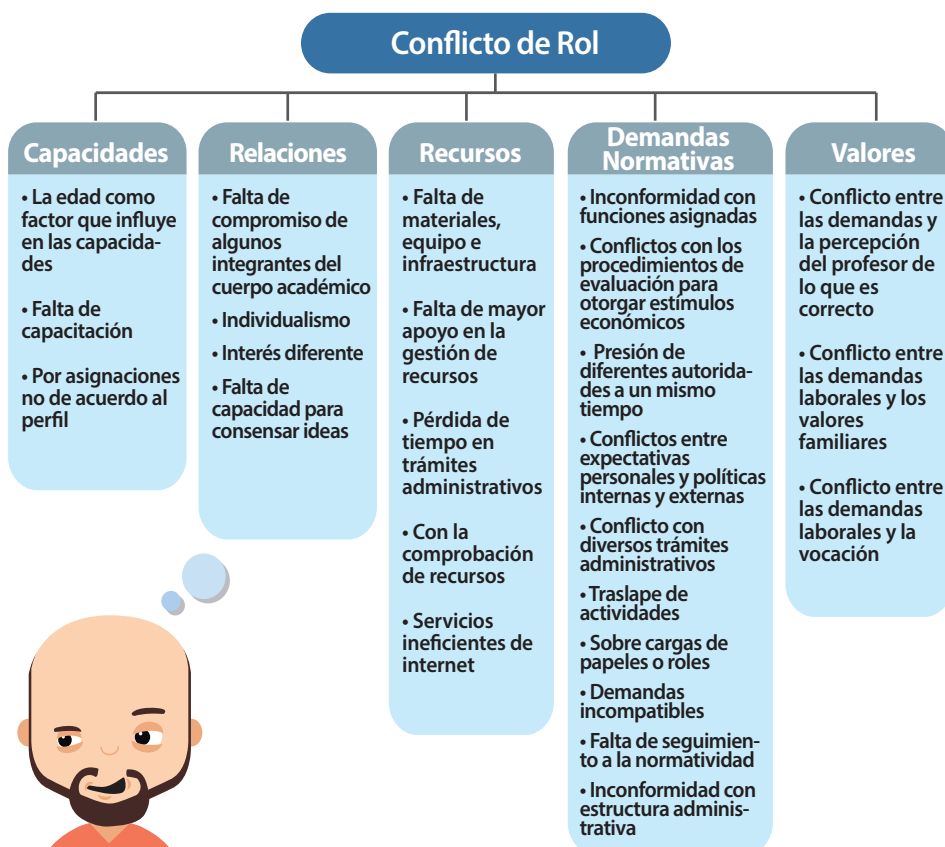 Conflicto de Rol
Capacidades
• La edad como
factor que influye
en las capacida-
des
• Falta de
capacitación
• Por asignaciones
no de acuerdo al
perfil
Relaciones
• Falta de
compromiso de
algunos
integrantes del
cuerpo académico
• Individualismo
• Interés diferente
• Falta de
capacidad para
consensar ideas
Recursos
• Falta de
materiales,
equipo e
infraestructura
• Falta de mayor
apoyo en la
gestión de
recursos
• Pérdida de
tiempo en
trámites
administrativos
• Con la
comprobación
de recursos
• Servicios
ineficientes de
internet
Demandas
Normativas
• Inconformidad con
funciones asignadas
• Conflictos con los
procedimientos de
evaluación para
otorgar estímulos
económicos
• Presión de
diferentes autorida-
des a un mismo
tiempo
• Conflictos entre
expectativas
personales y políticas
internas y externas
• Conflicto con
diversos trámites
administrativos
• Traslape de
actividades
• Sobre cargas de
papeles o roles
• Demandas
incompatibles
• Falta de seguimien-
to a la normatividad
• Inconformidad con
estructura adminis-
trativa
Valores
• Conflicto entre
las demandas y
la percepción
del profesor de
lo que es
correcto
• Conflicto entre
las demandas
laborales y los
valores
familiares
• Conflicto entre
las demandas
laborales y la
vocación